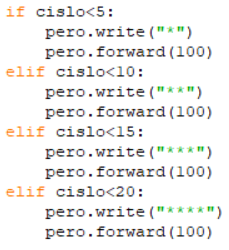 if cislo<5:
    pero.write("*")
    pero.forward(100)
elif cislo<10:
    pero.write("**")
    pero.forward(100)
elif cislo<15:
    pero.write("***")
    pero.forward(100)
elif cislo<20:
    pero.write("****")
    pero.forward(100)